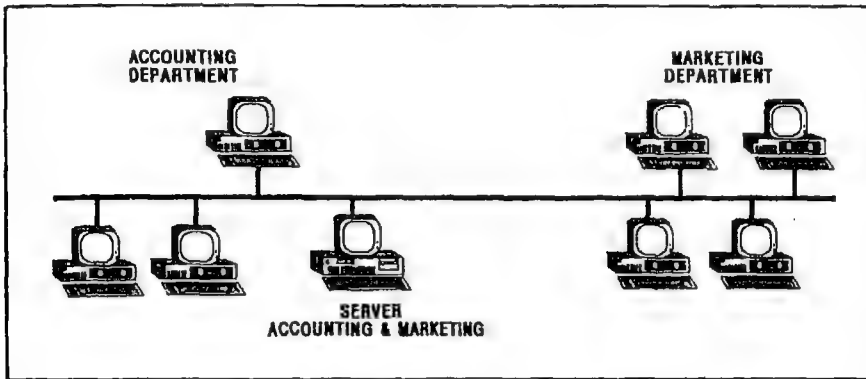 ACCOUNTING
DEPARTMENT
MARKETING
DEPARTMENT
SERVER
ACCOUNTING & MARKETING